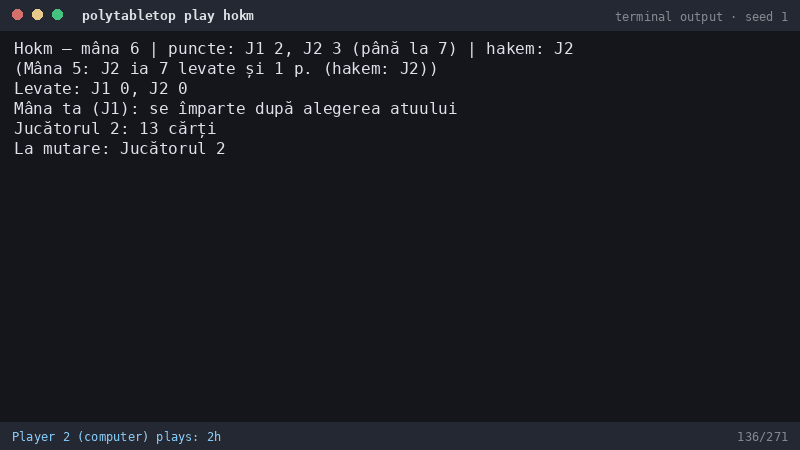 polytabletop play hokm
terminal output · seed 1
Hokm — mâna 6 | puncte: J1 2, J2 3 (până la 7) | hakem: J2
(Mâna 5: J2 ia 7 levate și 1 p. (hakem: J2))
Levate: J1 0, J2 0
Mâna ta (J1): se împarte după alegerea atuului
Jucătorul 2: 13 cărți
La mutare: Jucătorul 2
Player 2 (computer) plays: 2h
136/271